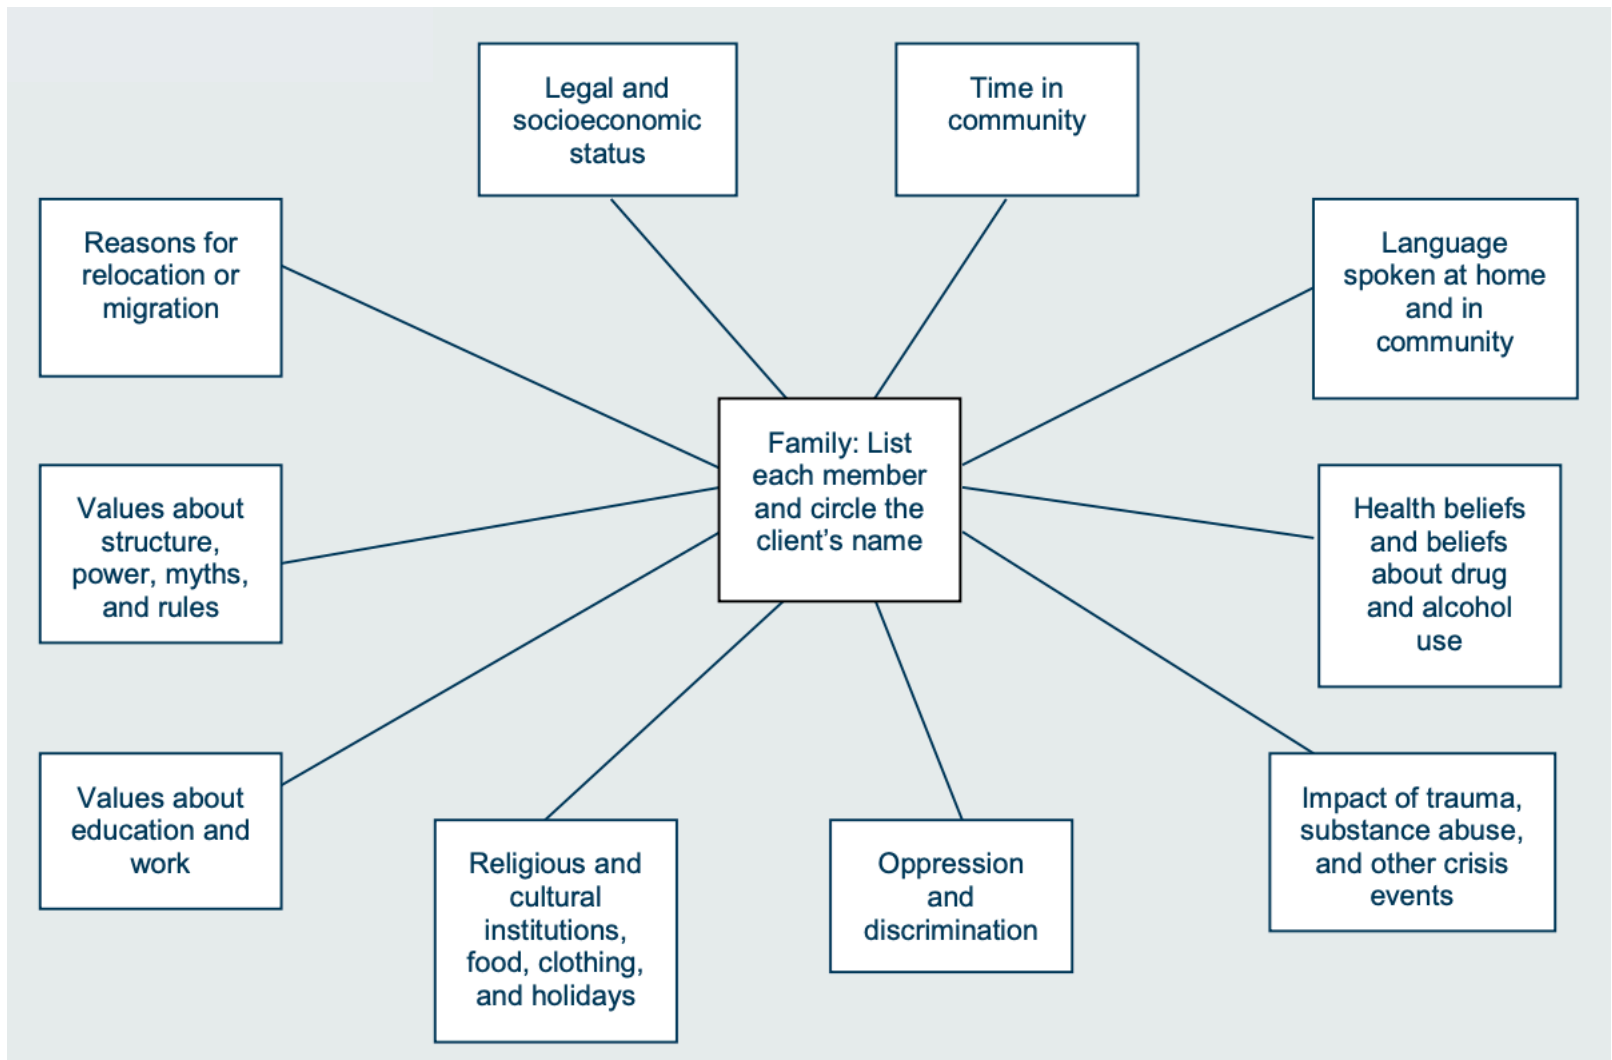 Legal and
socioeconomic
status
Time in
community
Reasons for
relocation or
migration
Language
spoken at home
and in
community
Family: List
each member
and circle the
client’s name
Values about
structure,
power, myths,
and rules
Health beliefs
and beliefs
about drug
and alcohol
use
Values about
education and
work
Religious and
cultural
institutions,
food, clothing,
and holidays
Oppression
and
discrimination
Impact of trauma,
substance abuse,
and other crisis
events